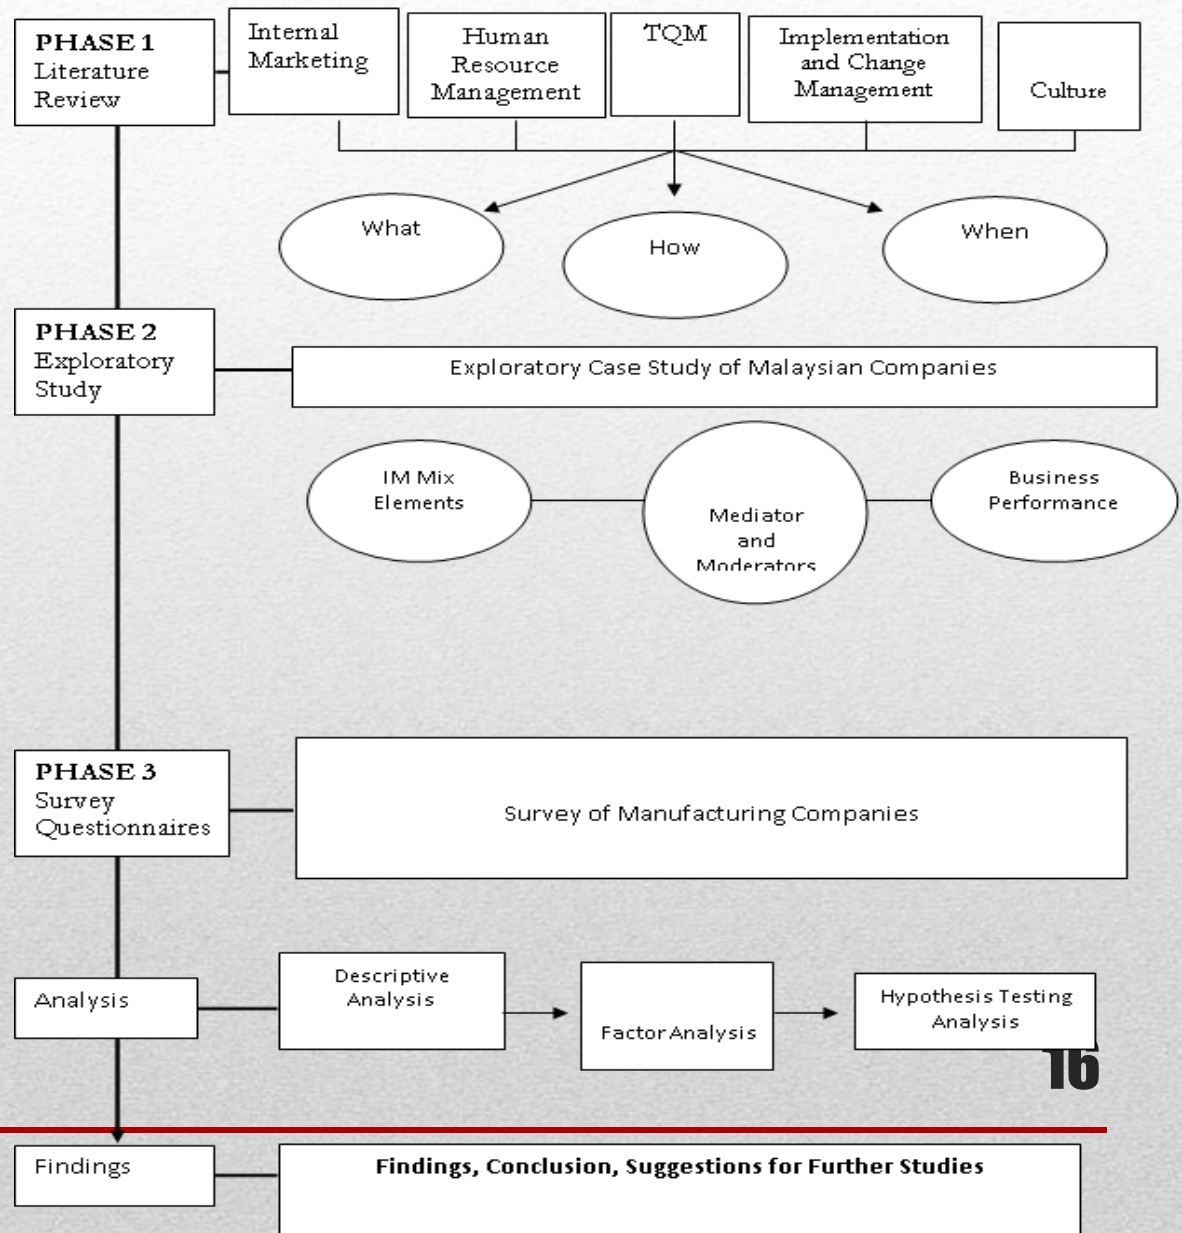 PHASE 1
Literature
Review
Internal
Marketing
Human
Resource
Management
TQM
Implementation
and Change
Management
Culture
What
How
When
PHASE 2
Exploratory
Study
Exploratory Case Study of Malaysian Companies
IM Mix
Elements
Mediator
and
Moderators
Business
Performance
PHASE 3
Survey
Questionnaires
Survey of Manufacturing Companies
Analysis
Descriptive
Analysis
Factor Analysis
Hypothesis Testing
Analysis
16
Findings
Findings, Conclusion, Suggestions for Further Studies